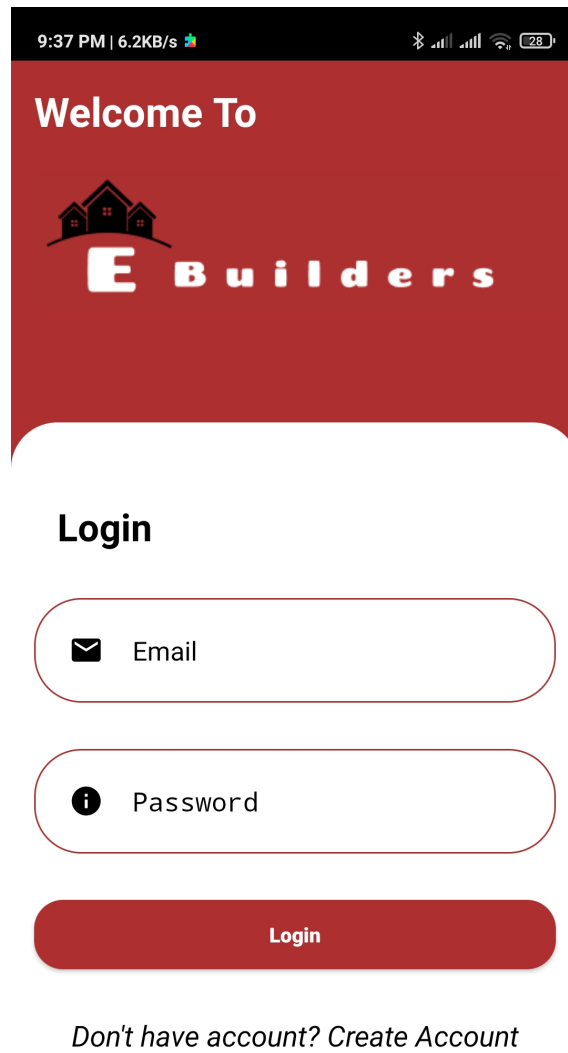 9:37 PM | 6.2KB/s 28
Welcome To
E Builders
Login
Email
Password
Login
Don't have account? Create Account